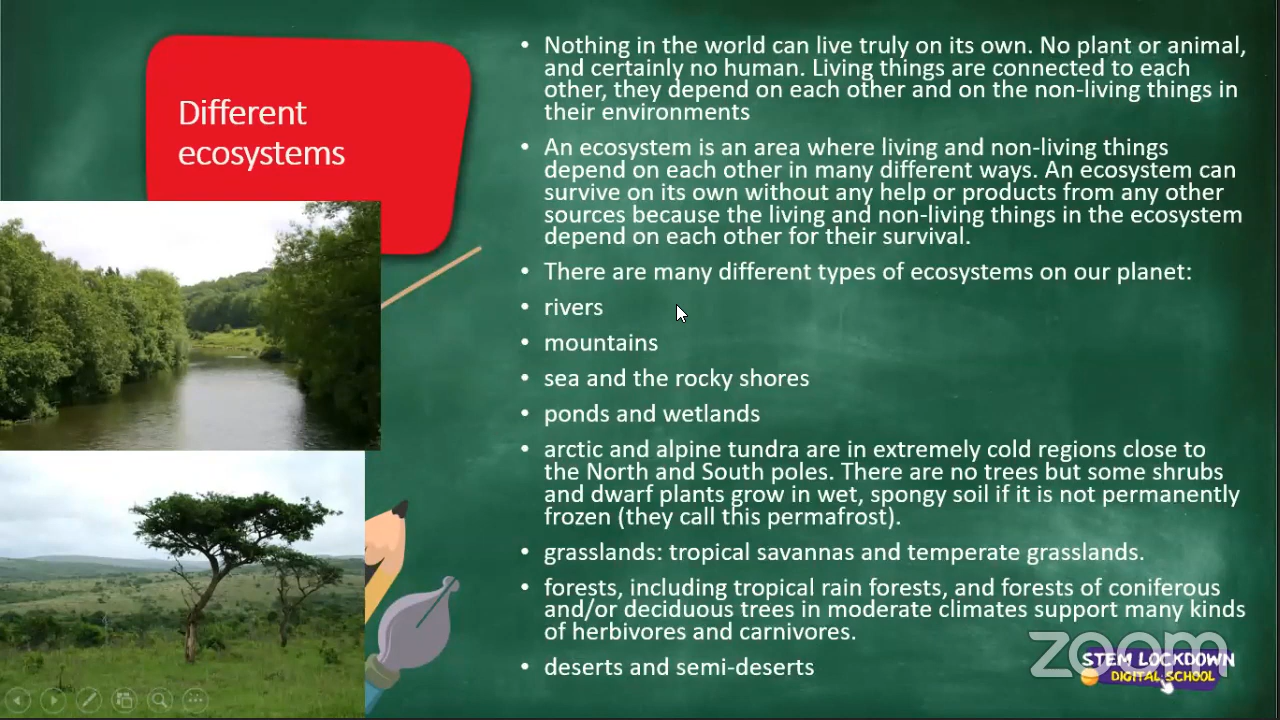 Different
ecosystems
• Nothing in the world can live truly on its own. No plant or animal,
and certainly no human. Living things are connected to each
other, they depend on each other and on the non-living things in
their environments
• An ecosystem is an area where living and non-living things
depend on each other in many different ways. An ecosystem can
survive on its own without any help or products from any other
sources because the living and non-living things in the ecosystem
depend on each other for their survival.
• There are many different types of ecosystems on our planet:
• rivers
• mountains
• sea and the rocky shores
• ponds and wetlands
• arctic and alpine tundra are in extremely cold regions close to
the North and South poles. There are no trees but some shrubs
and dwarf plants grow in wet, spongy soil if it is not permanently
frozen (they call this permafrost).
• grasslands: tropical savannas and temperate grasslands.
• forests, including tropical rain forests, and forests of coniferous
and/or deciduous trees in moderate climates support many kinds
of herbivores and carnivores.
• deserts and semi-deserts
zoom
STEM LOCKDOWN
DIGITAL SCHOOL